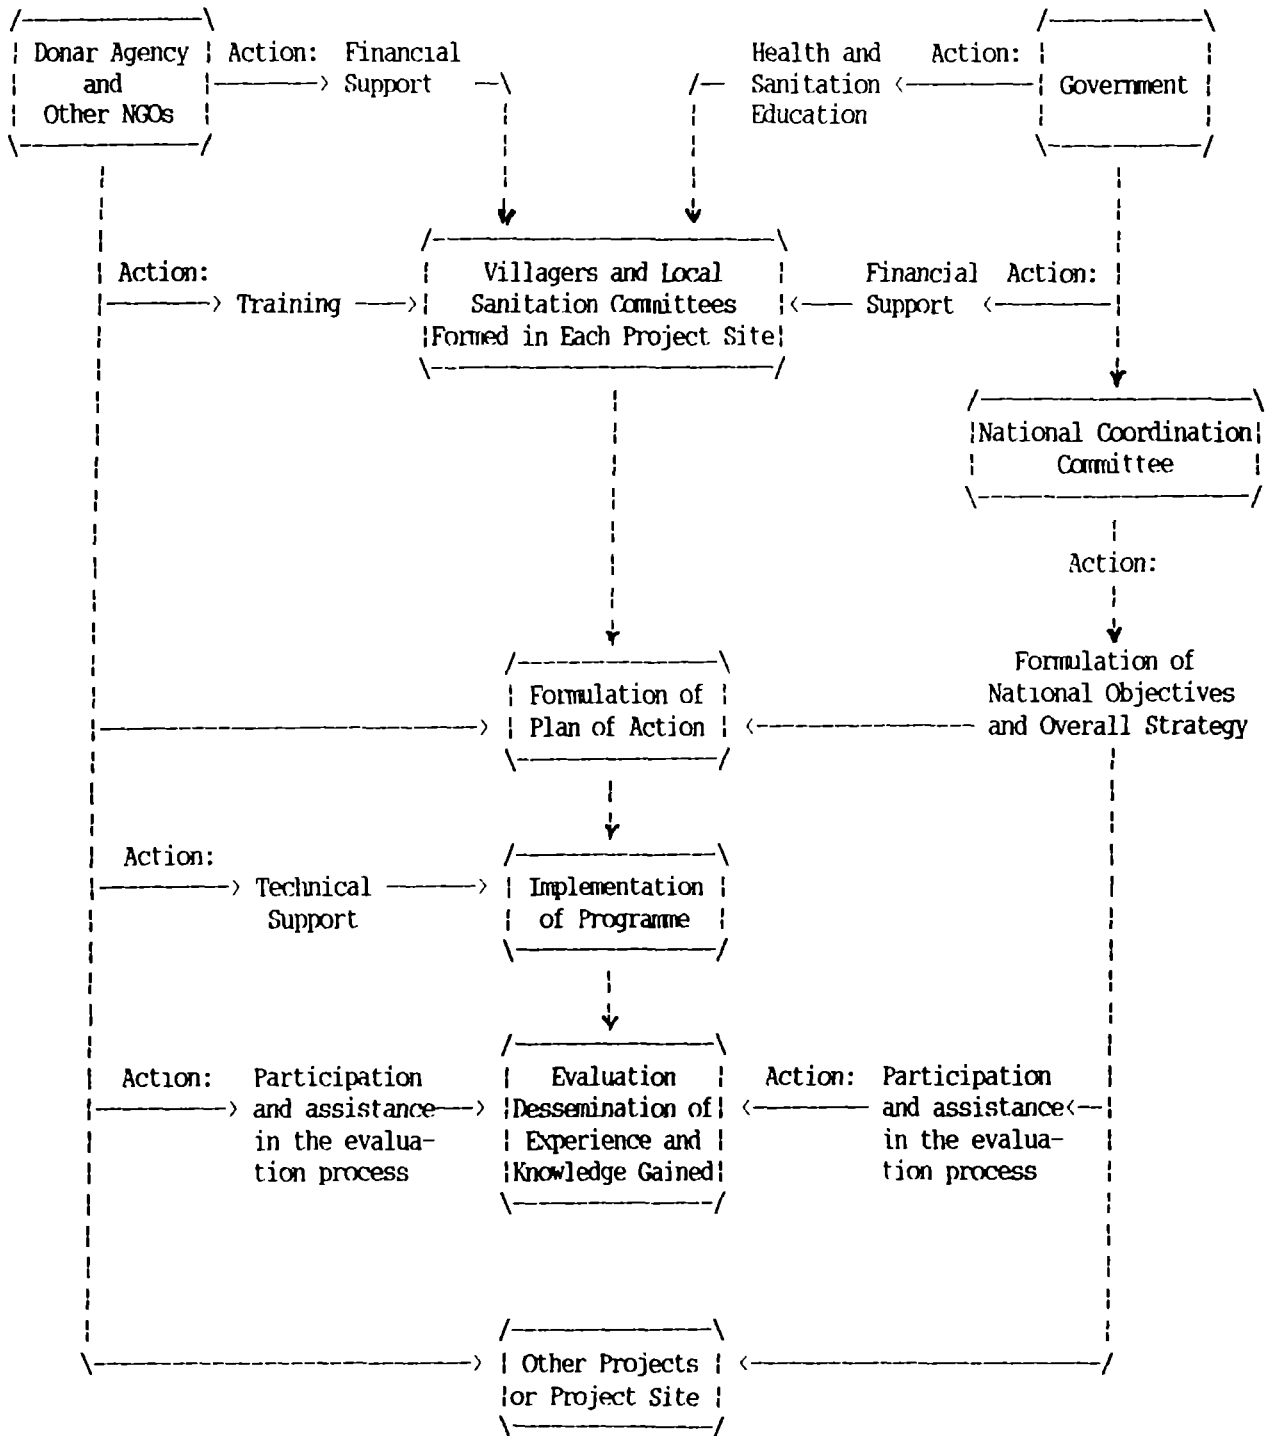 Donar Agency
and
Other NGOs
Action: Financial
Support
Health and
Sanitation
Education
Action:
Government
Action:
Training
Villagers and Local
Sanitation Committees
Formed in Each Project Site
Financial
Support
Action:
National Coordination
Committee
Action:
Formulation of
National Objectives
and Overall Strategy
Formulation of
Plan of Action
Action:
Technical
Support
Implementation
of Programme
Action:
Participation
and assistance
in the evalua-
tion process
Evaluation
Dessemination of
Experience and
Knowledge Gained
Action:
Participation
and assistance
in the evalua-
tion process
Other Projects
or Project Site